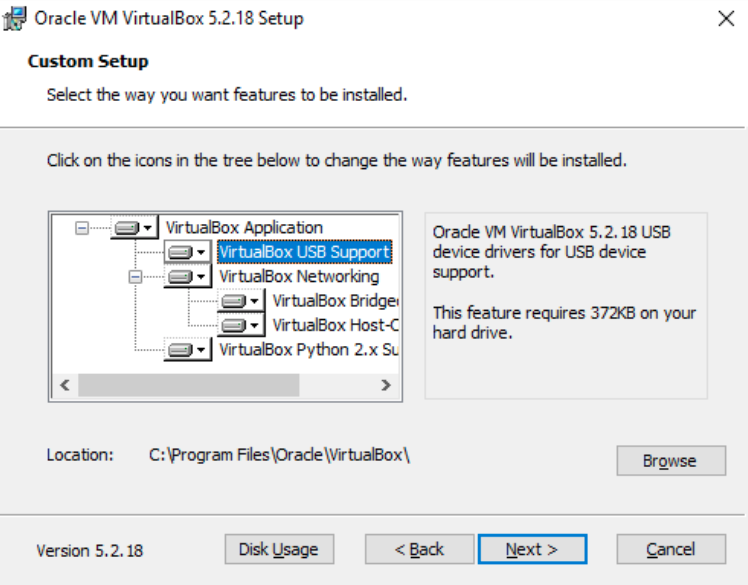 Oracle VM VirtualBox 5.2.18 Setup
Custom Setup
Select the way you want features to be installed.
Click on the icons in the tree below to change the way features will be installed.
VirtualBox Application
VirtualBox USB Support
VirtualBox Networking
VirtualBox Bridge
VirtualBox Host-C
VirtualBox Python 2.x Su
Oracle VM VirtualBox 5.2.18 USB
device drivers for USB device
support.
This feature requires 372KB on your
hard drive.
Location: C:\Program Files\Oracle\VirtualBox\
Browse
Version 5.2.18
Disk Usage
< Back
Next >
Cancel